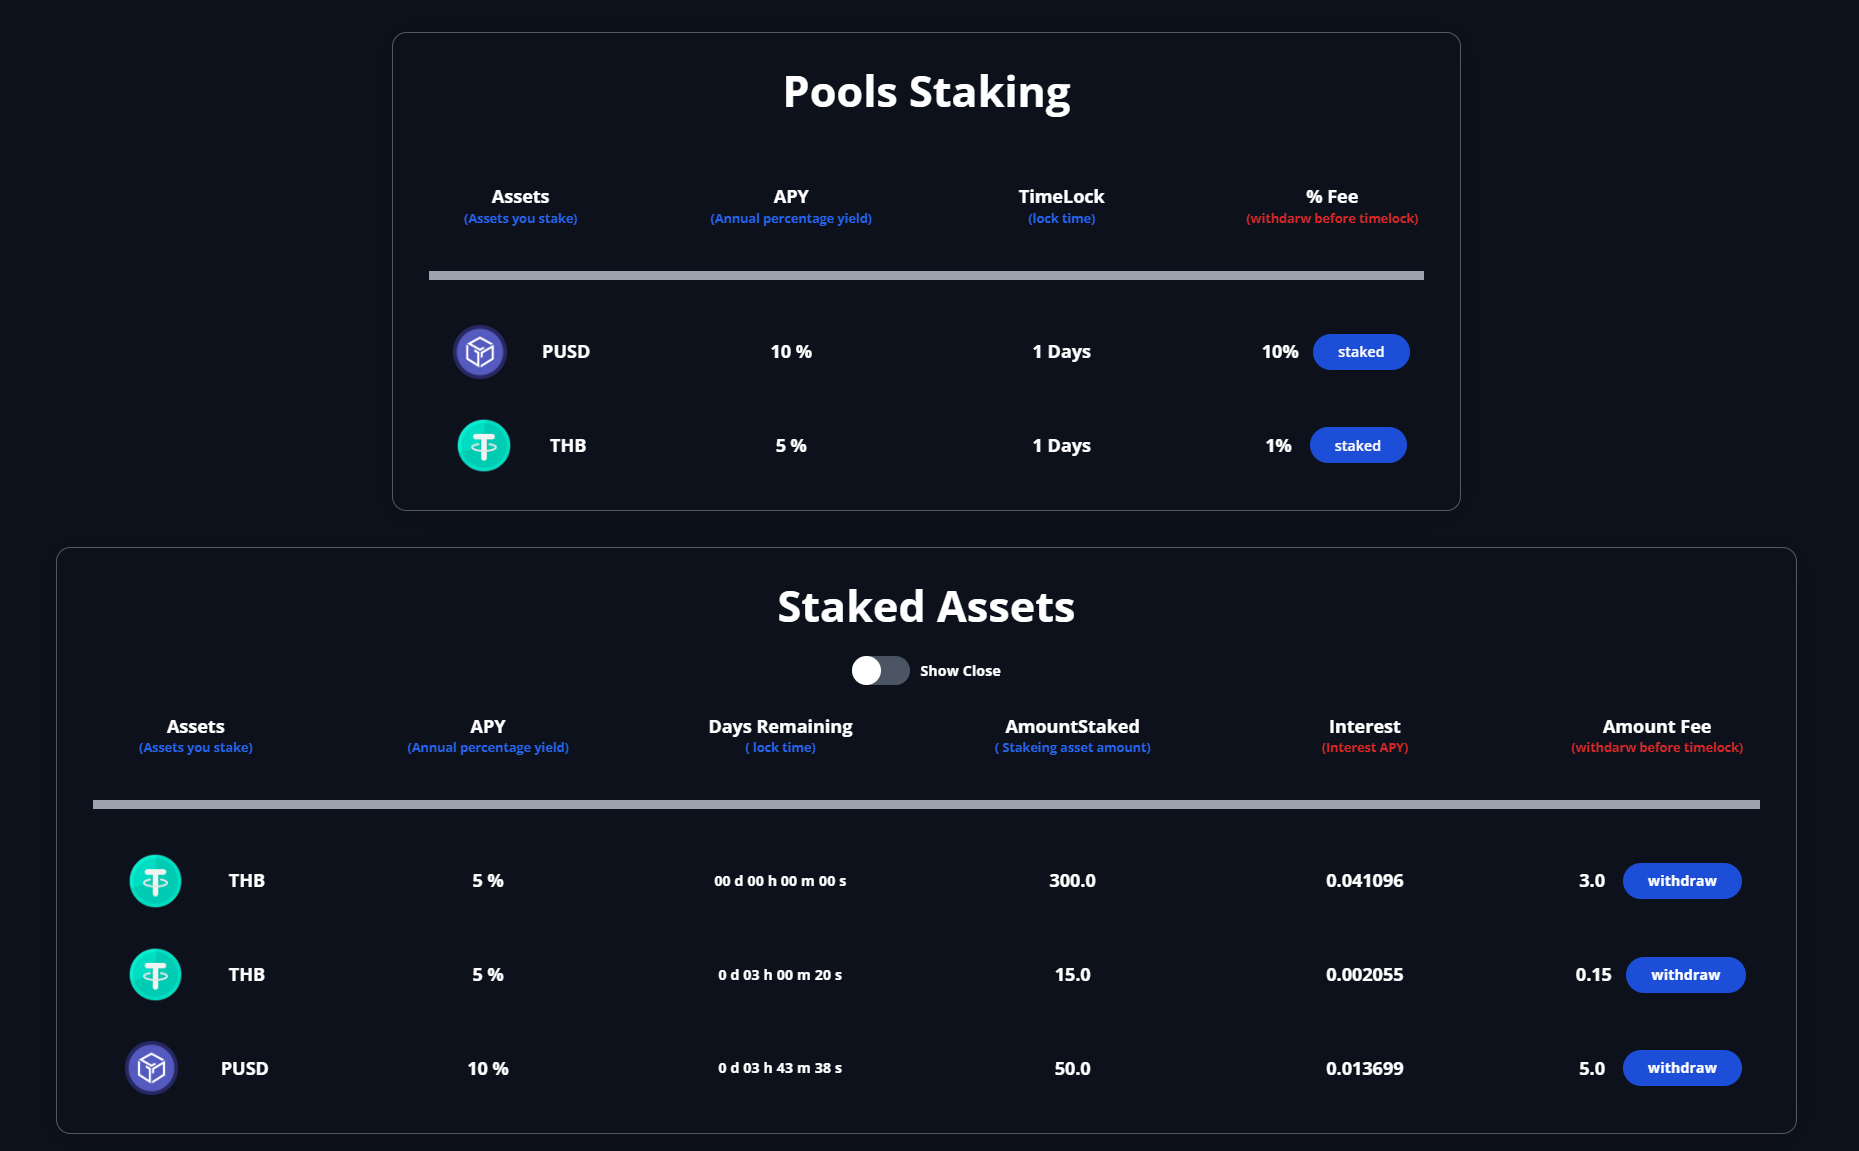 Pools Staking
Assets APY TimeLock % Fee
(Assets you stake) (Annual percentage yield) (lock time) (withdarw before timelock)
PUSD 10 % 1 Days 10% staked
THB 5 % 1 Days 1% staked
Staked Assets
Show Close
Assets APY Days Remaining AmountStaked Interest Amount Fee
(Assets you stake) (Annual percentage yield) ( lock time) ( Stakeing asset amount) (Interest APY) (withdarw before timelock)
THB 5 % 00 d 00 h 00 m 00 s 300.0 0.041096 3.0 withdraw
THB 5 % 0 d 03 h 00 m 20 s 15.0 0.002055 0.15 withdraw
PUSD 10 % 0 d 03 h 43 m 38 s 50.0 0.013699 5.0 withdraw